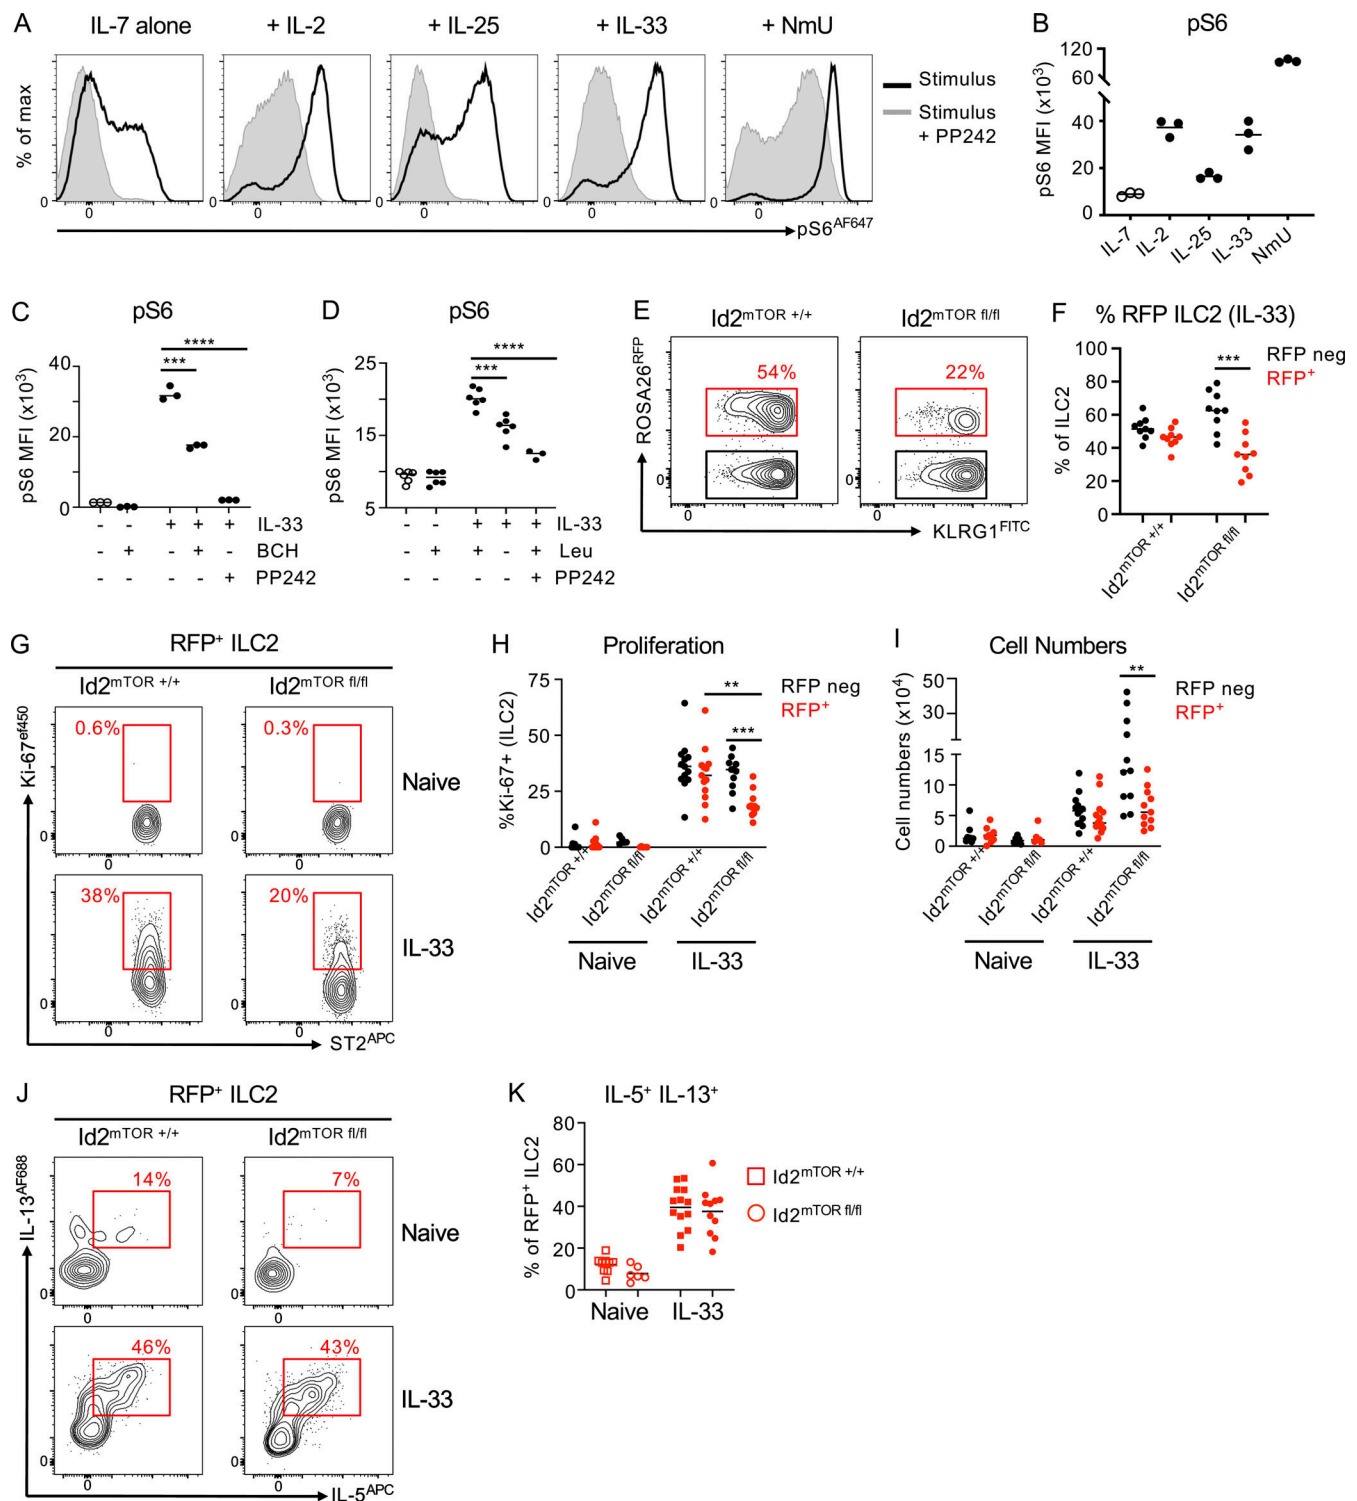 A
IL-7 alone
+ IL-2
+ IL-25
+ IL-33
+ NmU
% of max
0
0
0
0
0
pS6AF647
Stimulus
Stimulus
+ PP242
B
pS6
pS6 MFI (x10³)
120
60
40
20
0
IL-7
IL-2
IL-25
IL-33
NmU
C
pS6
pS6 MFI (x10³)
40
20
0
****
***
- - + + + IL-33
- + - + - BCH
- - - - + PP242
D
pS6
pS6 MFI (x10³)
25
15
5
****
***
- - + + + IL-33
- + + - + Leu
- - - - + PP242
E
Id2mTOR +/+
Id2mTOR fl/fl
ROSA26RFP
54%
22%
0
0
0
0
KLRG1FITC
F
% RFP ILC2 (IL-33)
% of ILC2
100
80
60
40
20
0
***
RFP neg
RFP+
Id2mTOR +/+
Id2mTOR fl/fl
G
RFP+ ILC2
Id2mTOR +/+
Id2mTOR fl/fl
Ki-67ef450
0.6%
0.3%
Naive
0
0
0
0
38%
20%
IL-33
0
0
0
0
ST2APC
H
Proliferation
%Ki-67+ (ILC2)
75
50
25
0
**
***
RFP neg
RFP+
Id2mTOR +/+
Id2mTOR fl/fl
Id2mTOR +/+
Id2mTOR fl/fl
Naive
IL-33
I
Cell Numbers
Cell numbers (x10⁴)
50
30
15
10
5
0
**
RFP neg
RFP+
Id2mTOR +/+
Id2mTOR fl/fl
Id2mTOR +/+
Id2mTOR fl/fl
Naive
IL-33
J
RFP+ ILC2
Id2mTOR +/+
Id2mTOR fl/fl
IL-13AF688
14%
7%
Naive
0
0
0
0
46%
43%
IL-33
0
0
0
0
IL-5APC
K
IL-5+ IL-13+
% of RFP+ ILC2
80
60
40
20
0
Naive
IL-33
Id2mTOR +/+
Id2mTOR fl/fl